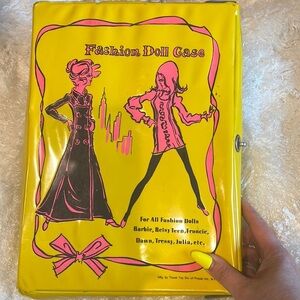 Fashion Doll Case
For All Fashion Dolls
Barbie, Betsy Teen, Francie,
Dawn, Tressy, Julia, etc.